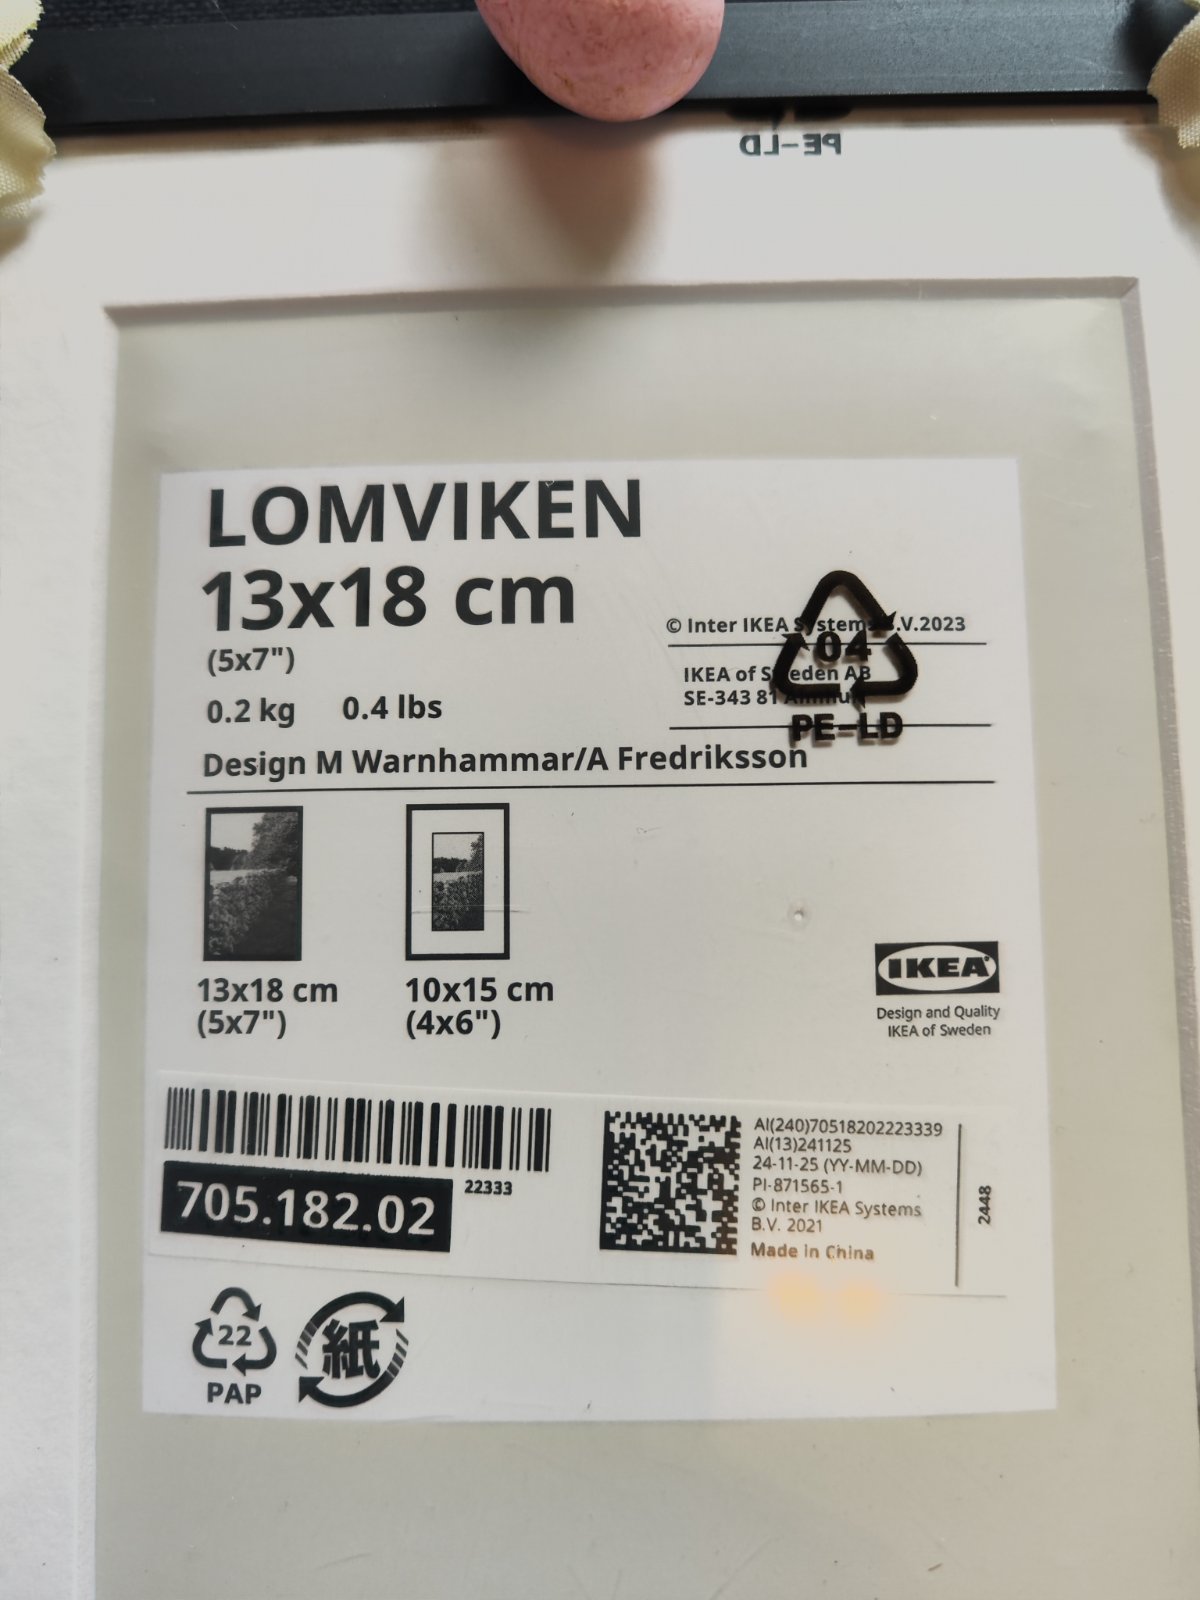 PE-LD
LOMVIKEN
13x18 cm
(5x7")
0.2 kg 0.4 lbs
Design M Warnhammar/A Fredriksson
© Inter IKEA Systems B.V.2023
IKEA of Sweden AB
SE-343 81 Älmhult
04
PE-LD
13x18 cm
(5x7")
10x15 cm
(4x6")
IKEA
Design and Quality
IKEA of Sweden
22333
705.182.02
AI(240)70518202223339
AI(13)241125
24-11-25 (YY-MM-DD)
PI-871565-1
© Inter IKEA Systems
B.V. 2021
Made in China
2448
22
PAP
紙